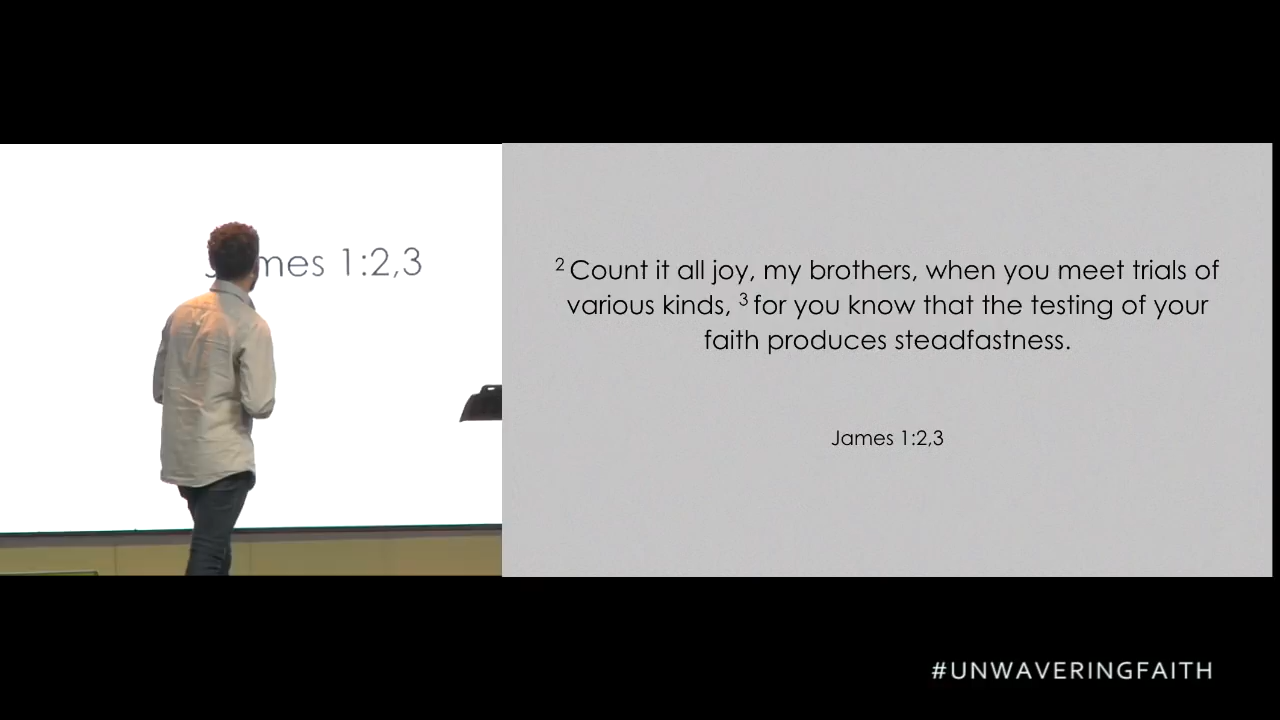 mes 1:2,3
2 Count it all joy, my brothers, when you meet trials of
various kinds, 3 for you know that the testing of your
faith produces steadfastness.
James 1:2,3
#UNWAVERINGFAITH